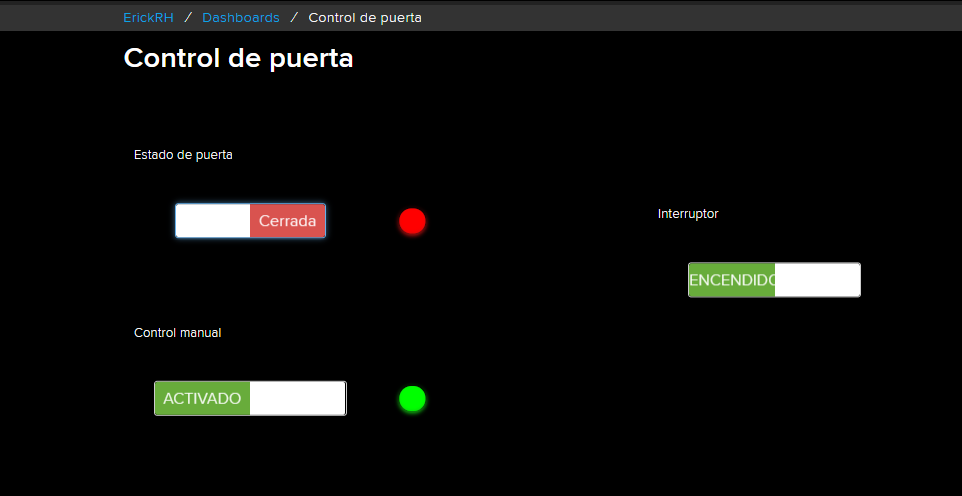 ErickRH / Dashboards / Control de puerta
Control de puerta
Estado de puerta
Cerrada
Interruptor
ENCENDIDO
Control manual
ACTIVADO